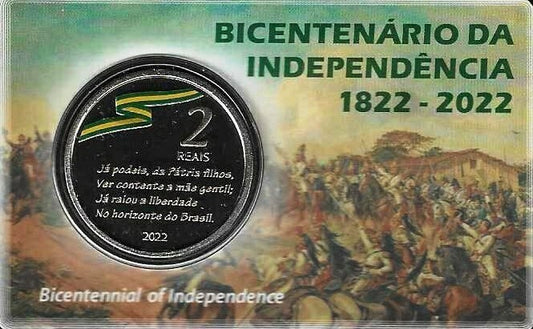 BICENTENÁRIO DA
INDEPENDÊNCIA
1822 - 2022
2
REAIS
Já podeis, da Pátria filhos,
Ver contente a mãe gentil;
Já raiou a liberdade
No horizonte do Brasil.
2022
Bicentennial of Independence